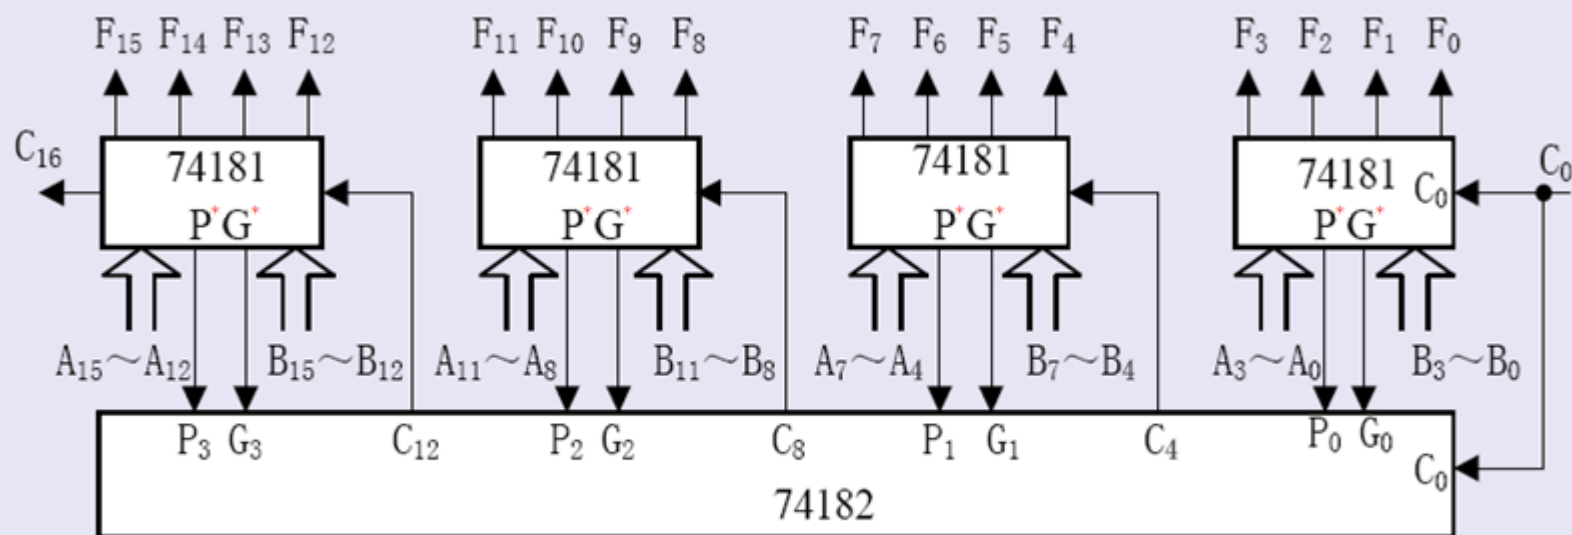 F₁₅ F₁₄ F₁₃ F₁₂ F₁₁ F₁₀ F₉ F₈ F₇ F₆ F₅ F₄ F₃ F₂ F₁ F₀
C₁₆ 74181 74181 74181 74181 C₀ C₀
P*G* P*G* P*G* P*G*
A₁₅～A₁₂ B₁₅～B₁₂ A₁₁～A₈ B₁₁～B₈ A₇～A₄ B₇～B₄ A₃～A₀ B₃～B₀
P₃ G₃ C₁₂ P₂ G₂ C₈ P₁ G₁ C₄ P₀ G₀
C₀
74182